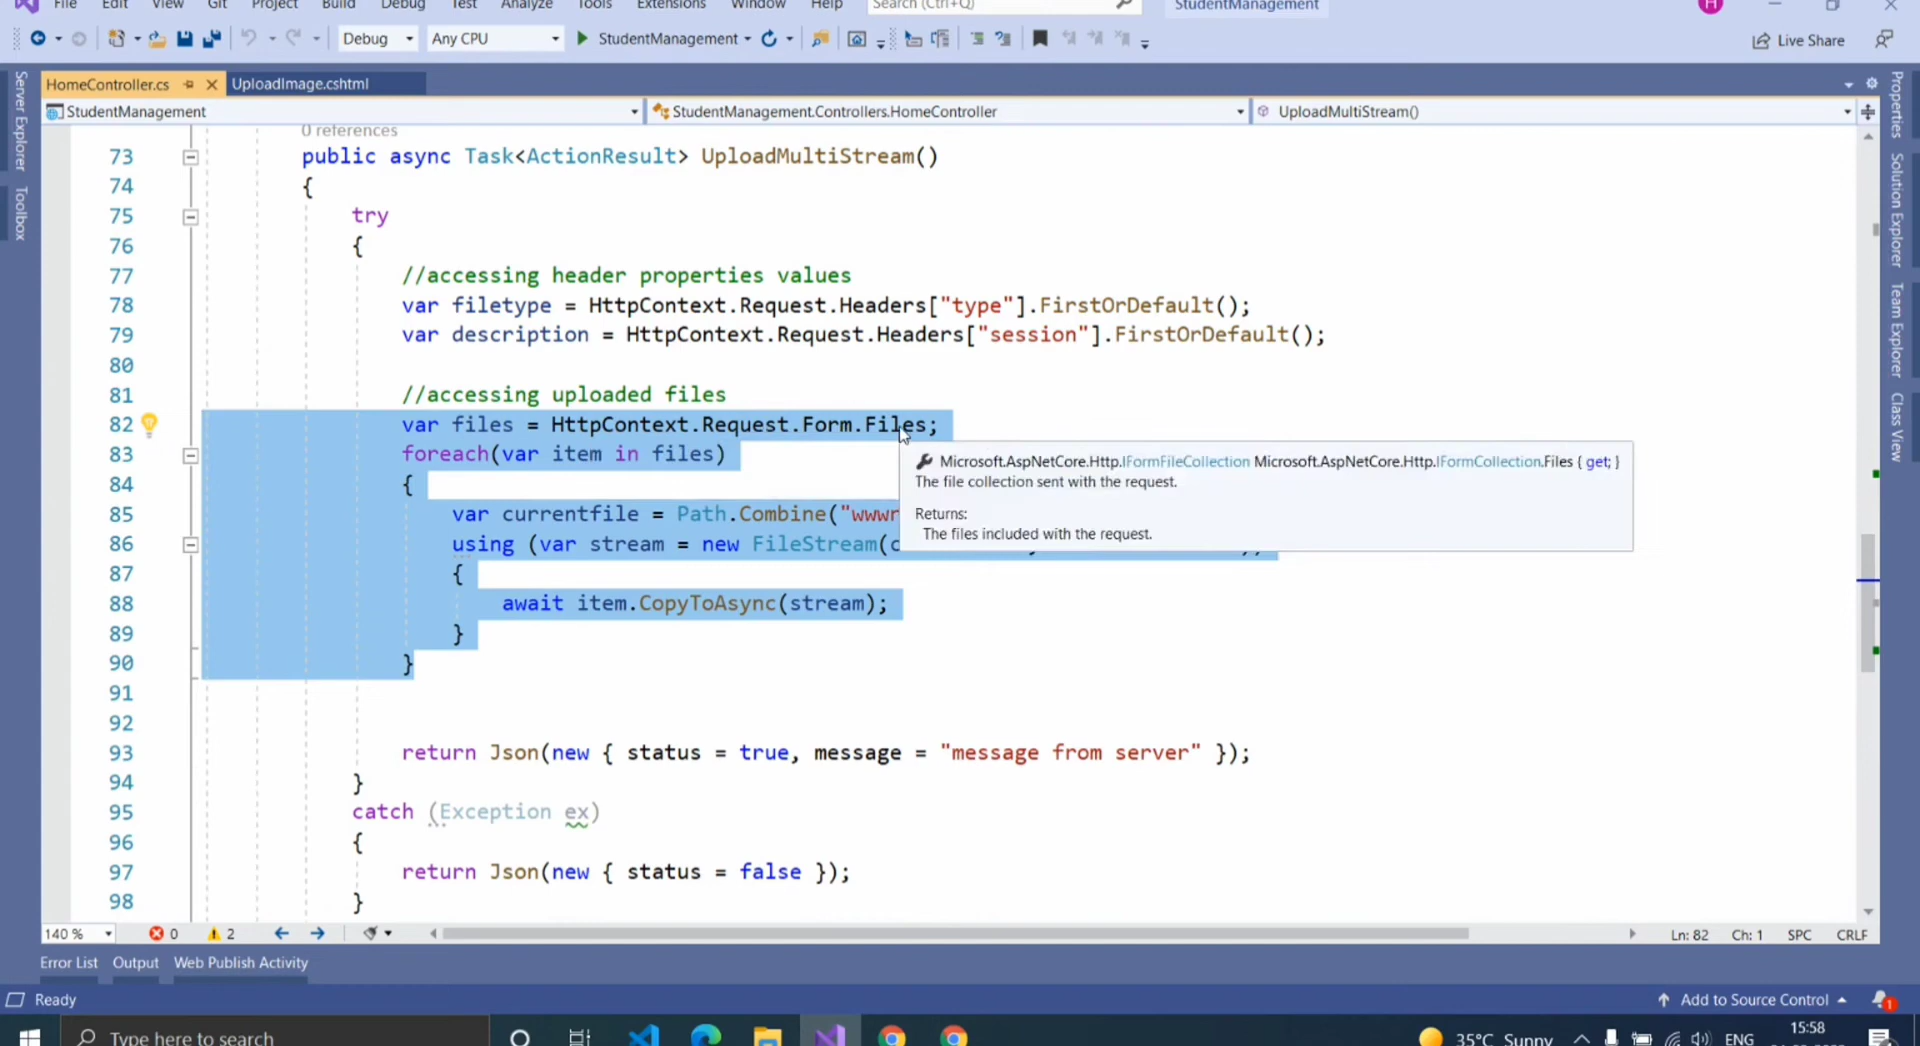 File Edit View Git Project Build Debug Test Analyze Tools Extensions Window Help Search (Ctrl+Q) StudentManagement H
Debug Any CPU StudentManagement Live Share
HomeController.cs UploadImage.cshtml
StudentManagement StudentManagement.Controllers.HomeController UploadMultiStream()
Server Explorer
Toolbox
Properties
Solution Explorer
Team Explorer
Class View
0 references
73 public async Task<ActionResult> UploadMultiStream()
74 {
75 try
76 {
77 //accessing header properties values
78 var filetype = HttpContext.Request.Headers["type"].FirstOrDefault();
79 var description = HttpContext.Request.Headers["session"].FirstOrDefault();
80
81 //accessing uploaded files
82 var files = HttpContext.Request.Form.Files;
83 foreach(var item in files)
Microsoft.AspNetCore.Http.IFormFileCollection Microsoft.AspNetCore.Http.IFormCollection.Files { get; }
84 {
The file collection sent with the request.
85 var currentfile = Path.Combine("wwwr
Returns:
The files included with the request.
86 using (var stream = new FileStream(c
87 {
88 await item.CopyToAsync(stream);
89 }
90 }
91
92
93 return Json(new { status = true, message = "message from server" });
94 }
95 catch (Exception ex)
96 {
97 return Json(new { status = false });
98 }
140 % 0 2 Ln: 82 Ch: 1 SPC CRLF
Error List Output Web Publish Activity
Ready Add to Source Control 1
Type here to search 35°C Sunny ENG 15:58